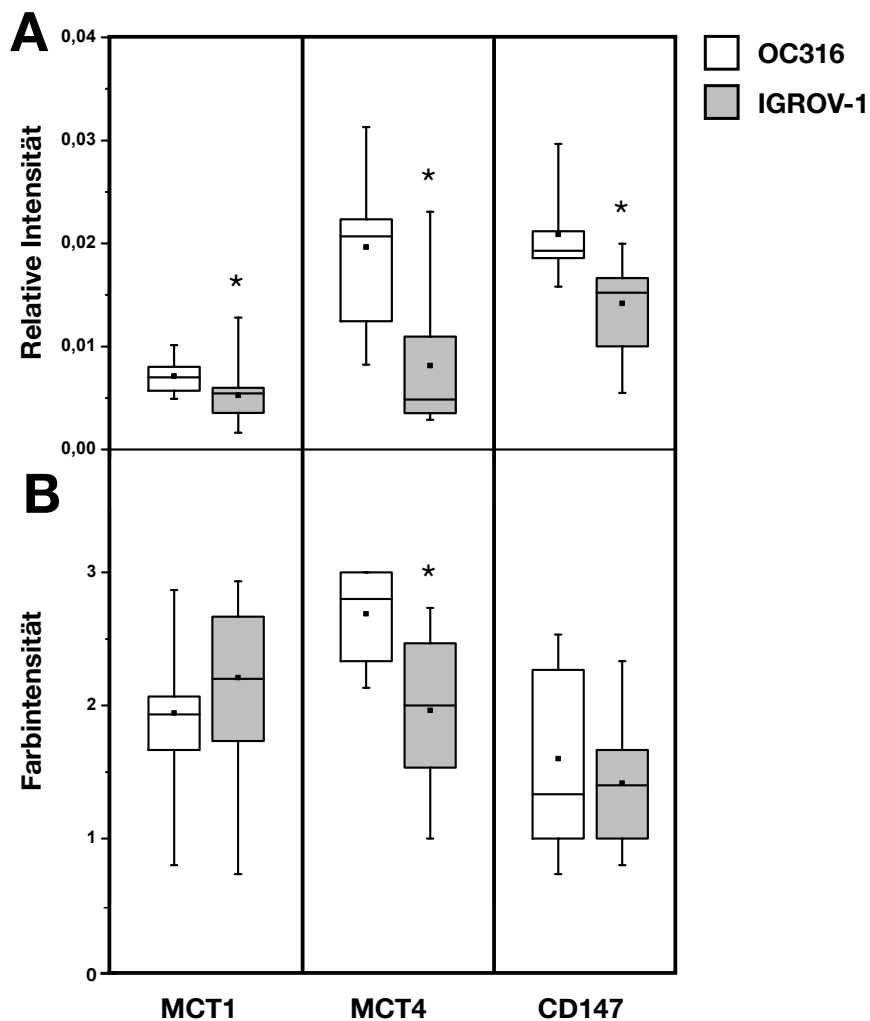 A
0,04
0,03
0,02
0,01
0,00
Relative Intensität
*
*
*
OC316
IGROV-1
B
3
2
1
0
Farbintensität
*
MCT1
MCT4
CD147